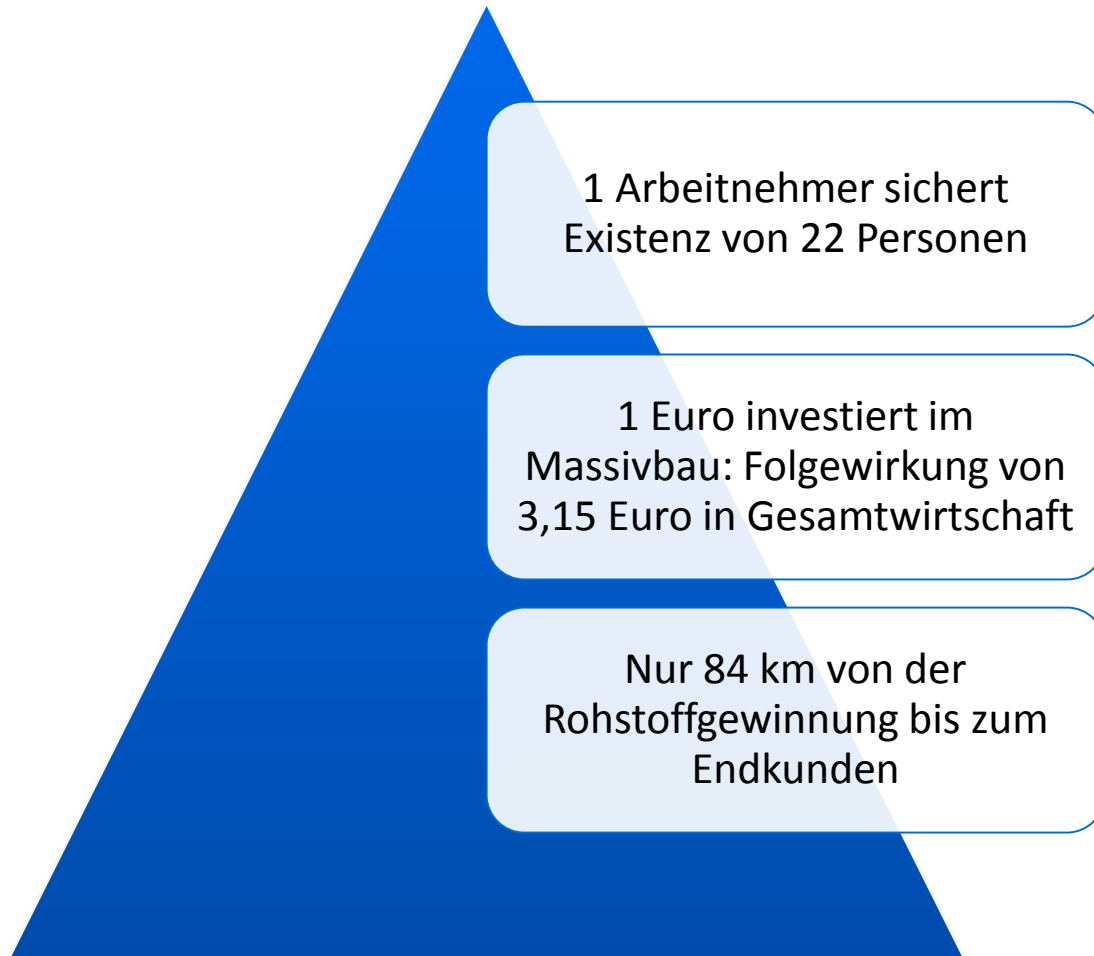 1 Arbeitnehmer sichert
Existenz von 22 Personen
1 Euro investiert im
Massivbau: Folgewirkung von
3,15 Euro in Gesamtwirtschaft
Nur 84 km von der
Rohstoffgewinnung bis zum
Endkunden